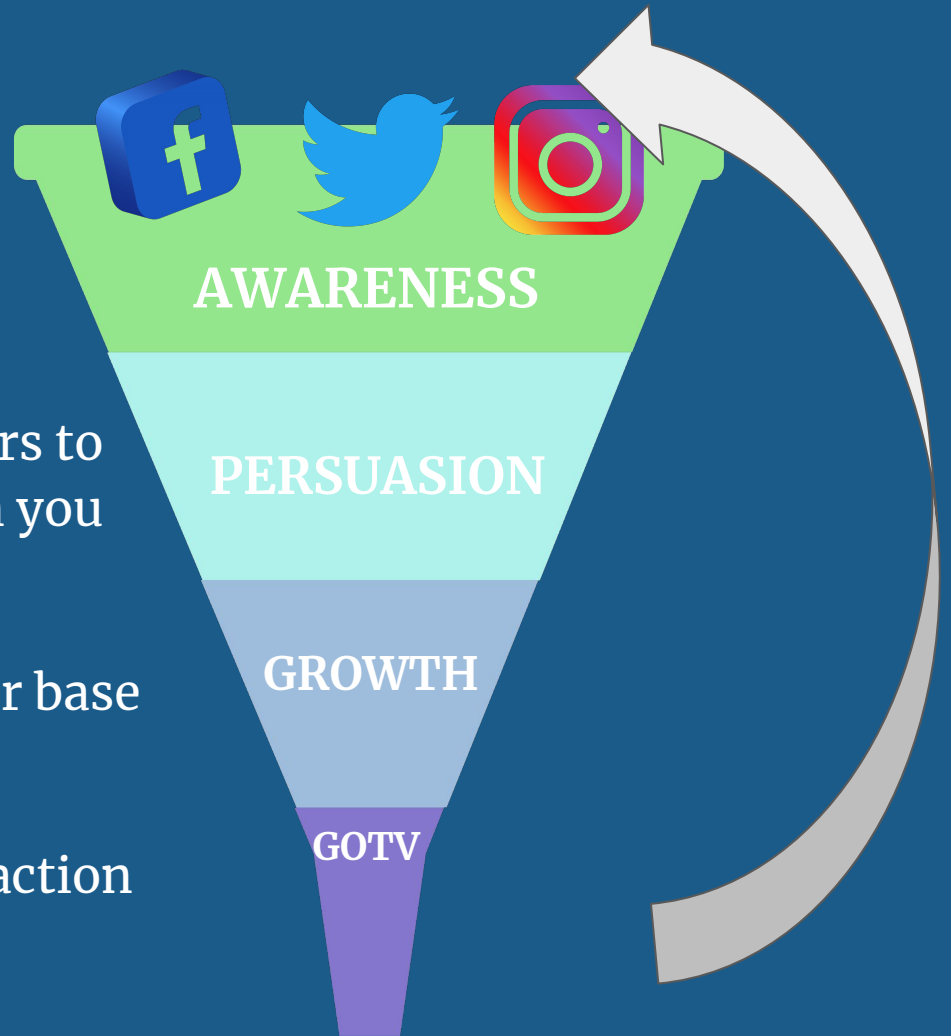 AWARENESS
rs to
you
PERSUASION
GROWTH
r base
GOTV
action